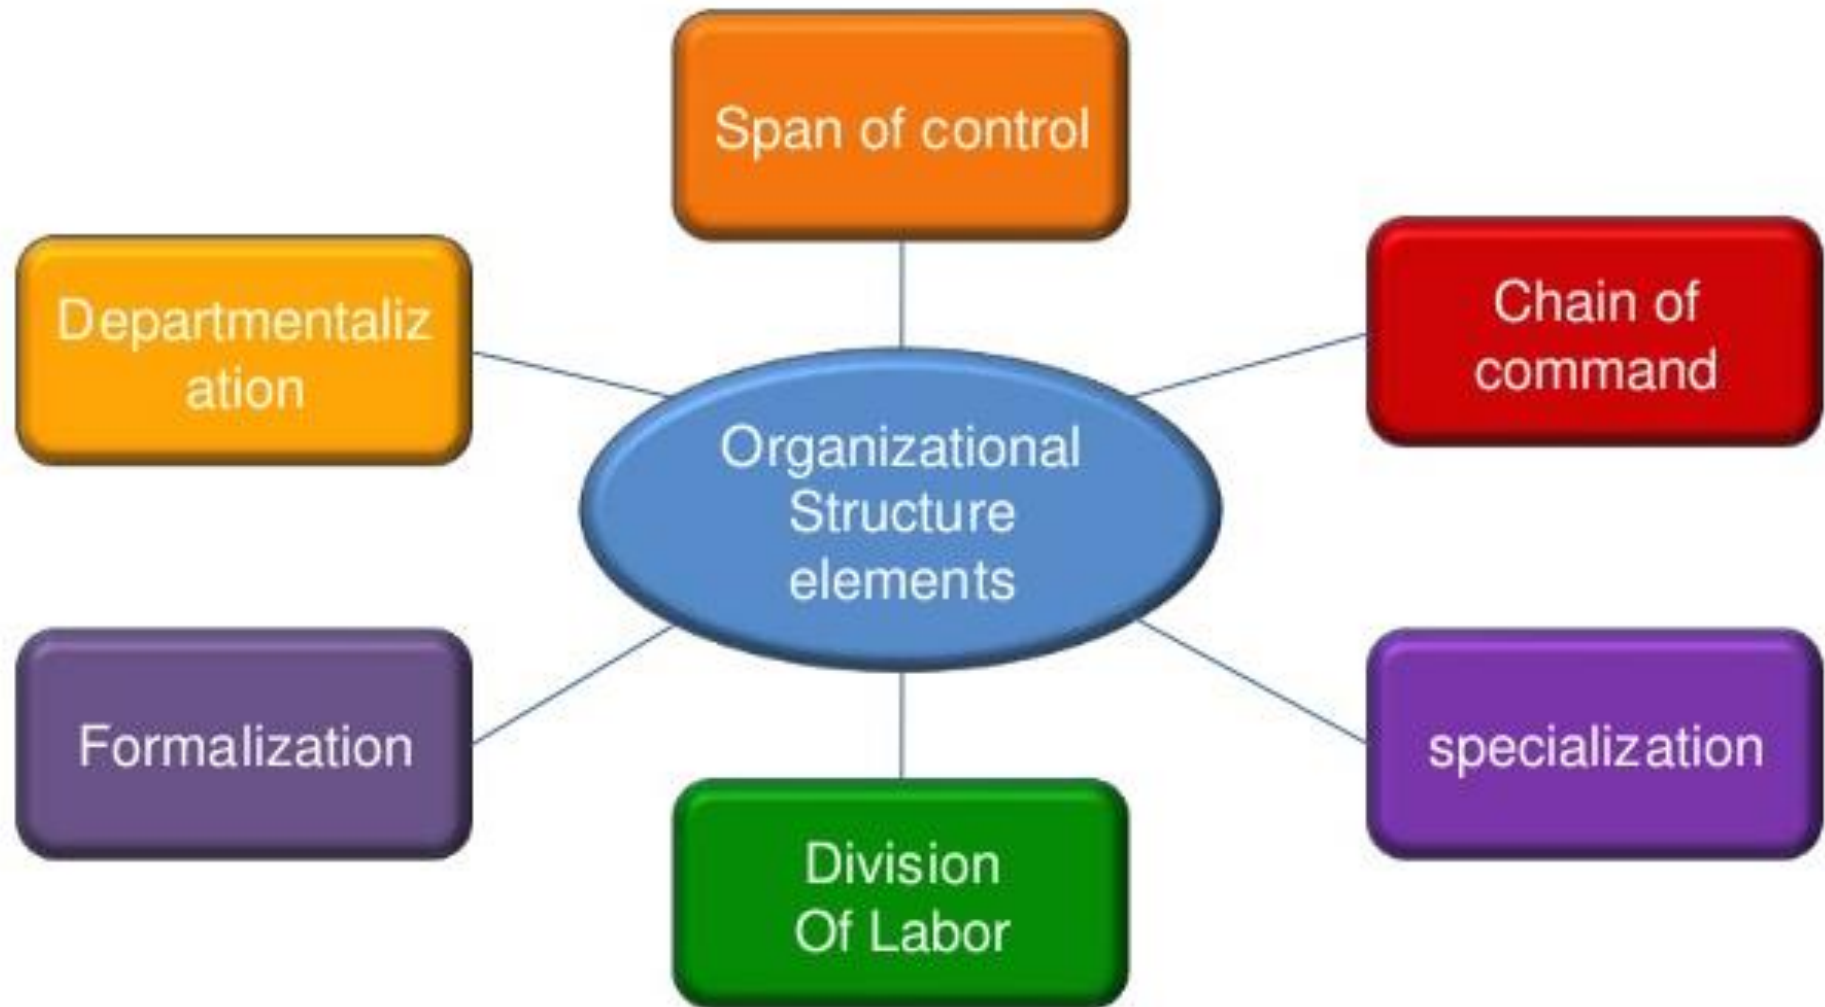 Span of control
Departmentaliz
ation
Chain of
command
Organizational
Structure
elements
Formalization
specialization
Division
Of Labor